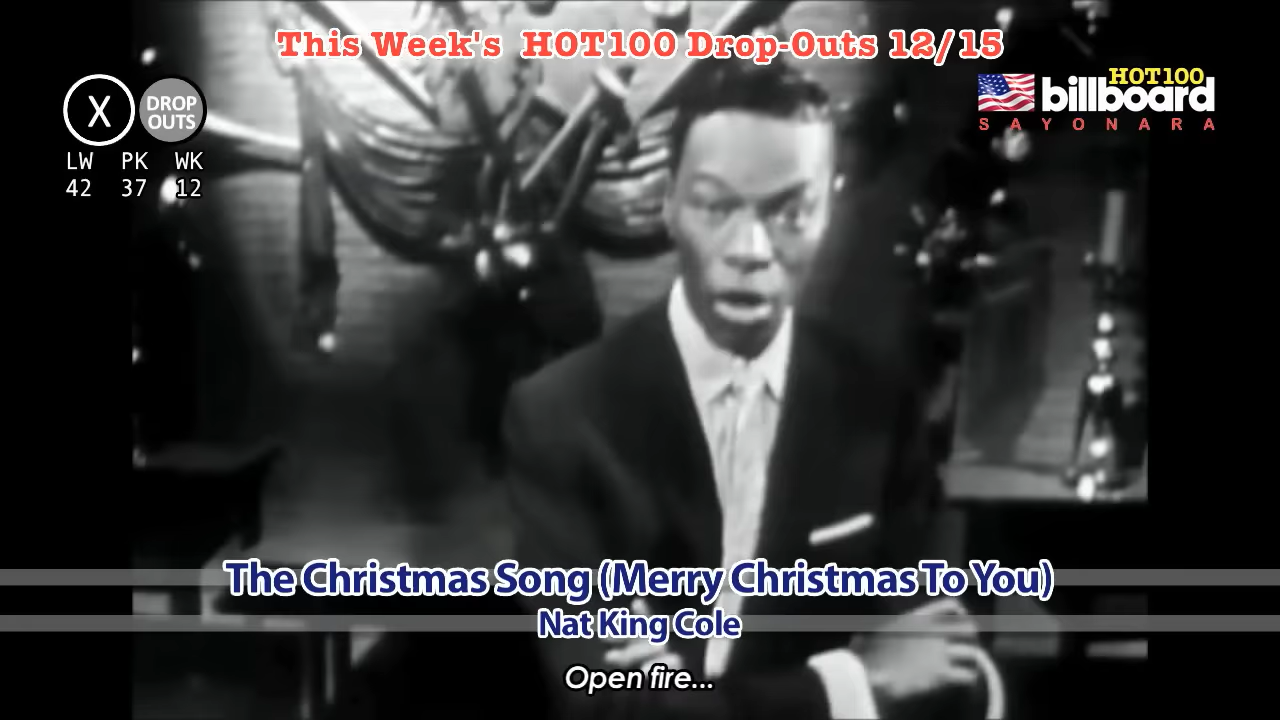 This Week's HOT100 Drop-Outs 12/15
X DROP OUTS
LW PK WK
42 37 12
HOT100
billboard
SAYONARA
The Christmas Song (Merry Christmas To You)
Nat King Cole
Open fire...